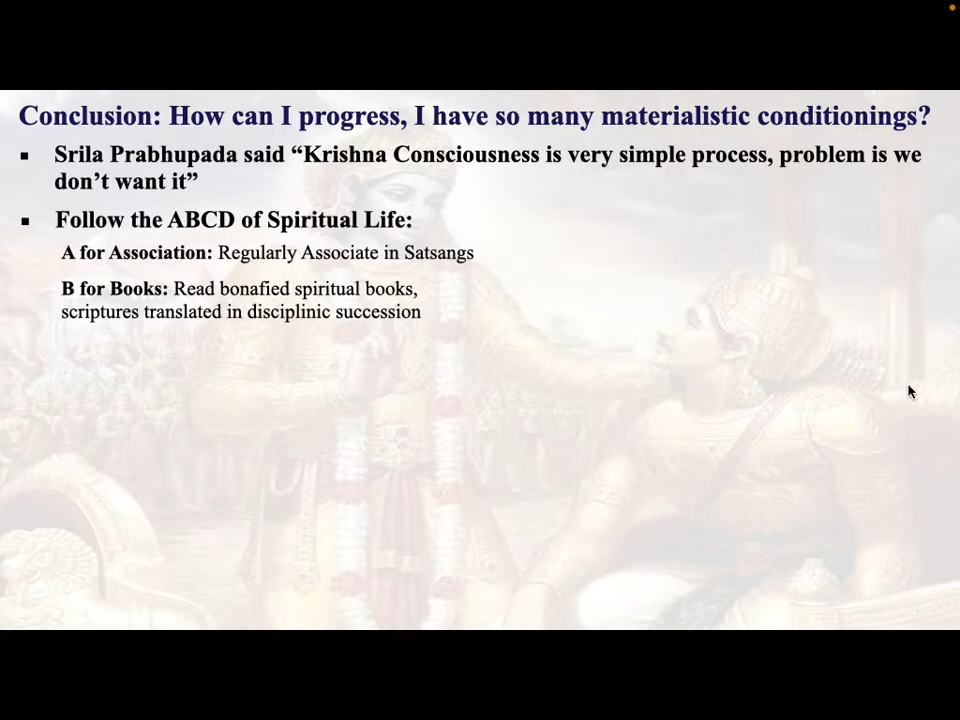 Conclusion: How can I progress, I have so many materialistic conditionings?
▪ Srila Prabhupada said “Krishna Consciousness is very simple process, problem is we
don’t want it”
▪ Follow the ABCD of Spiritual Life:
A for Association: Regularly Associate in Satsangs
B for Books: Read bonafied spiritual books,
scriptures translated in disciplinic succession